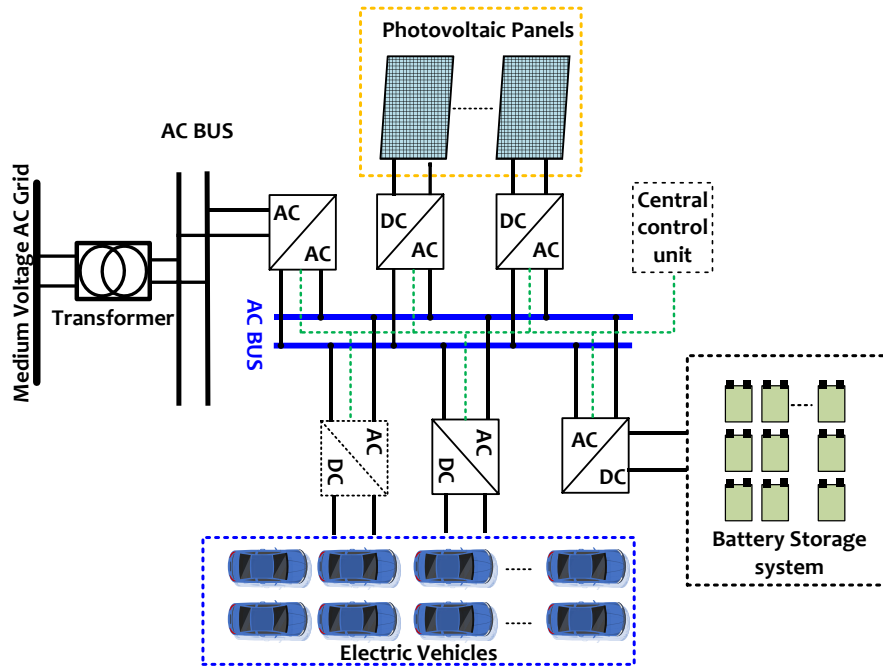 Photovoltaic Panels
AC BUS
Medium Voltage AC Grid
Transformer
AC
AC
DC
AC
DC
AC
Central
control
unit
AC BUS
AC
DC
AC
DC
AC
DC
Battery Storage
system
Electric Vehicles